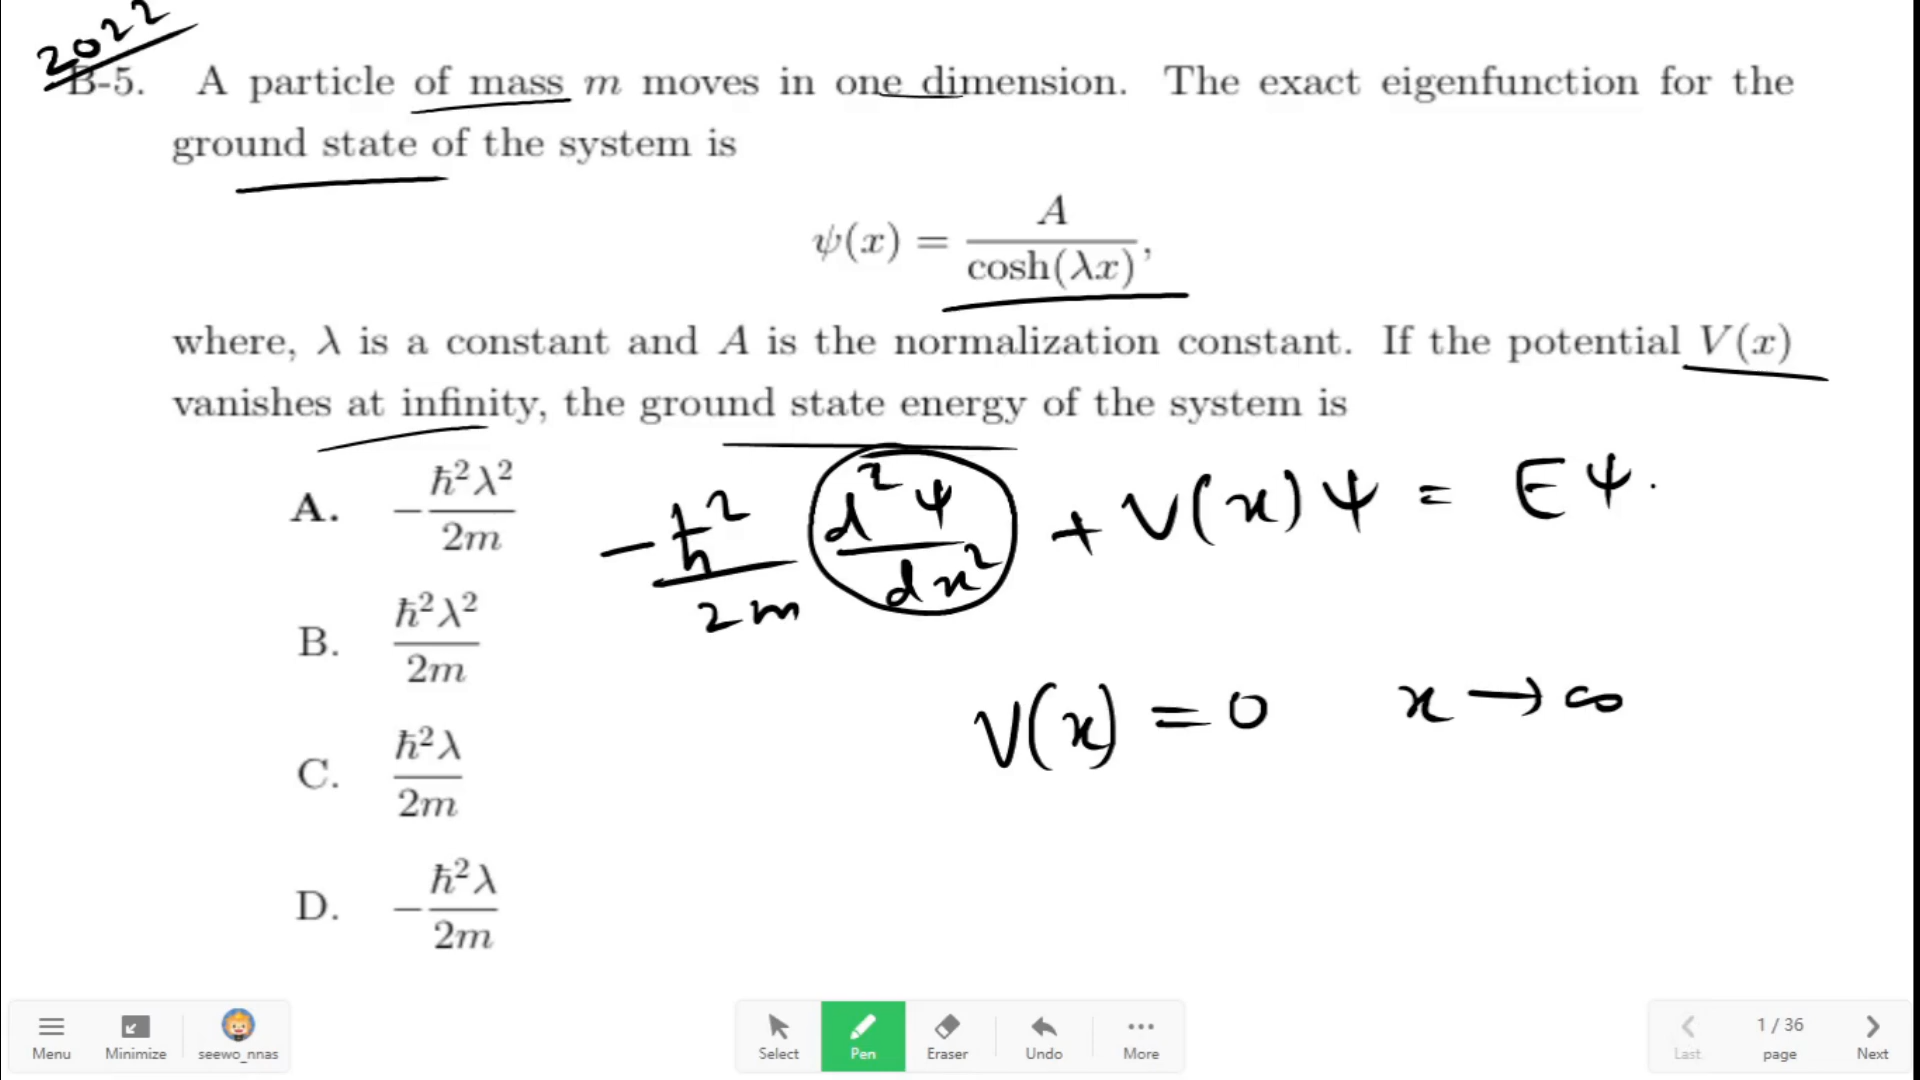 2022
B-5. A particle of mass m moves in one dimension. The exact eigenfunction for the
ground state of the system is
ψ(x) = A / cosh(λx),
where, λ is a constant and A is the normalization constant. If the potential V(x)
vanishes at infinity, the ground state energy of the system is
A. −ħ²λ² / 2m
−ħ² / 2m d²ψ / dx² + V(x)ψ = Eψ.
B. ħ²λ² / 2m
V(x) = 0 x → ∞
C. ħ²λ / 2m
D. −ħ²λ / 2m
Menu Minimize seewo_nnas Select Pen Eraser Undo More Last 1 / 36 page Next